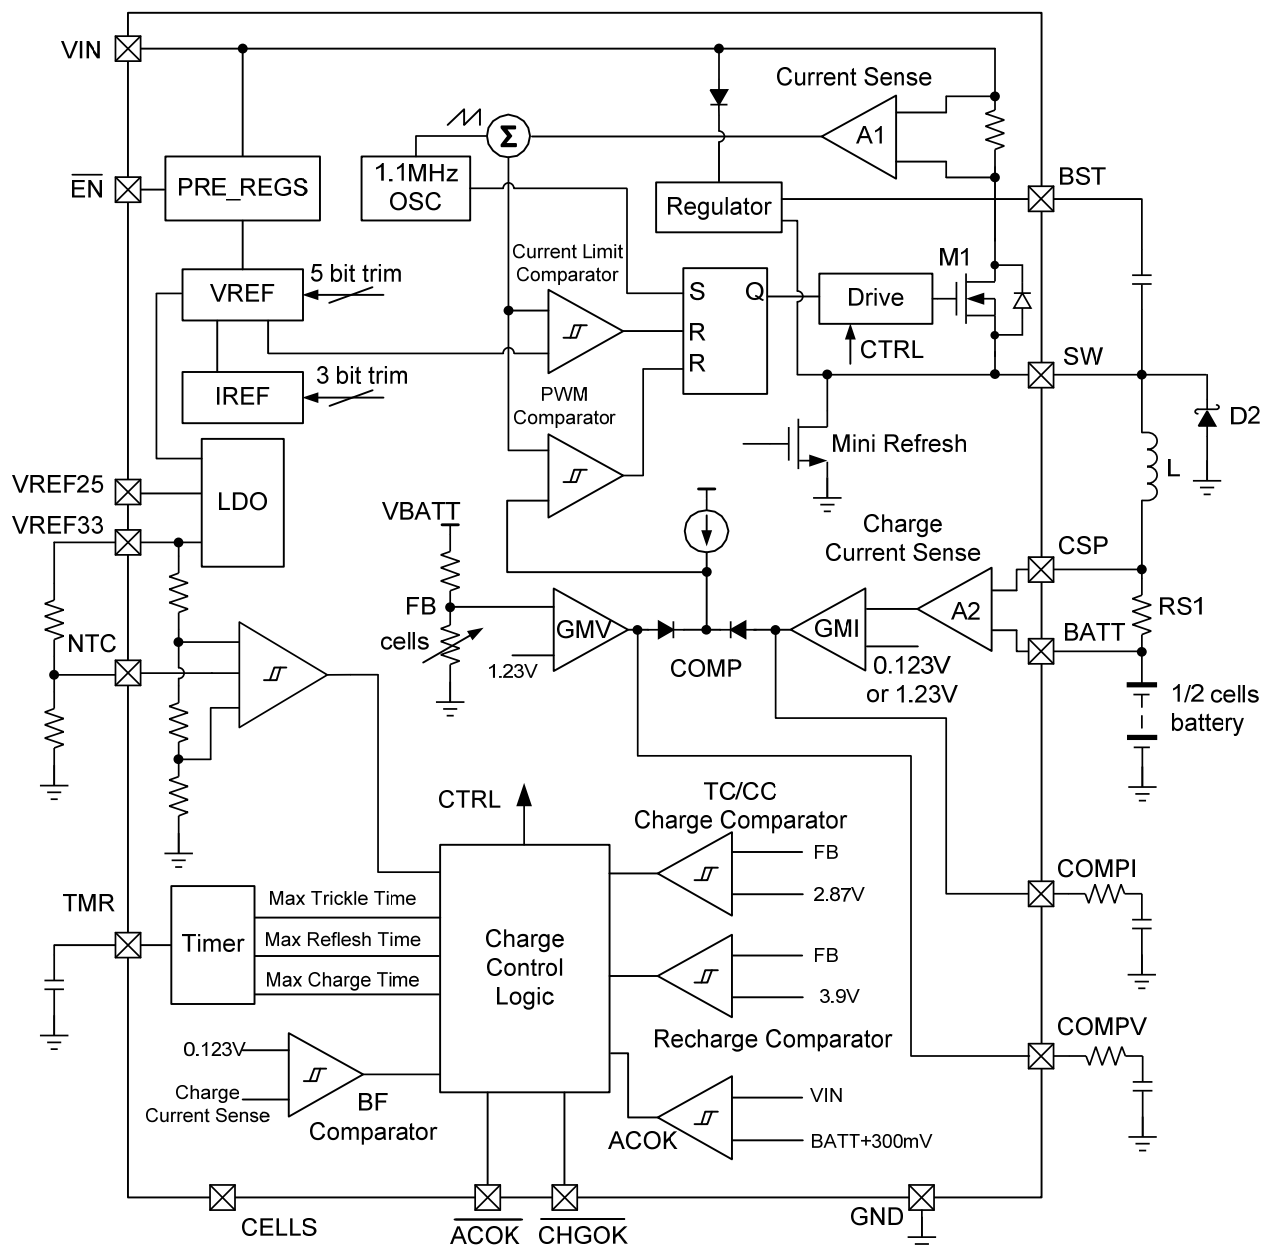 VIN
Current Sense
A1
Σ
1.1MHz
OSC
EN
PRE_REGS
BST
Regulator
Current Limit
Comparator
M1
5 bit trim
VREF
S
Q
Drive
R
R
CTRL
SW
3 bit trim
IREF
PWM
Comparator
D2
Mini Refresh
L
VREF25
LDO
VREF33
VBATT
Charge
Current Sense
CSP
FB
A2
RS1
NTC
cells
GMV
GMI
BATT
1.23V
COMP
0.123V
or 1.23V
1/2 cells
battery
CTRL
TC/CC
Charge Comparator
FB
2.87V
COMPI
TMR
Max Trickle Time
Timer
Max Reflesh Time
Max Charge Time
Charge
Control
Logic
FB
3.9V
Recharge Comparator
COMPV
0.123V
Charge
Current Sense
BF
Comparator
VIN
ACOK
BATT+300mV
CELLS
ACOK
CHGOK
GND